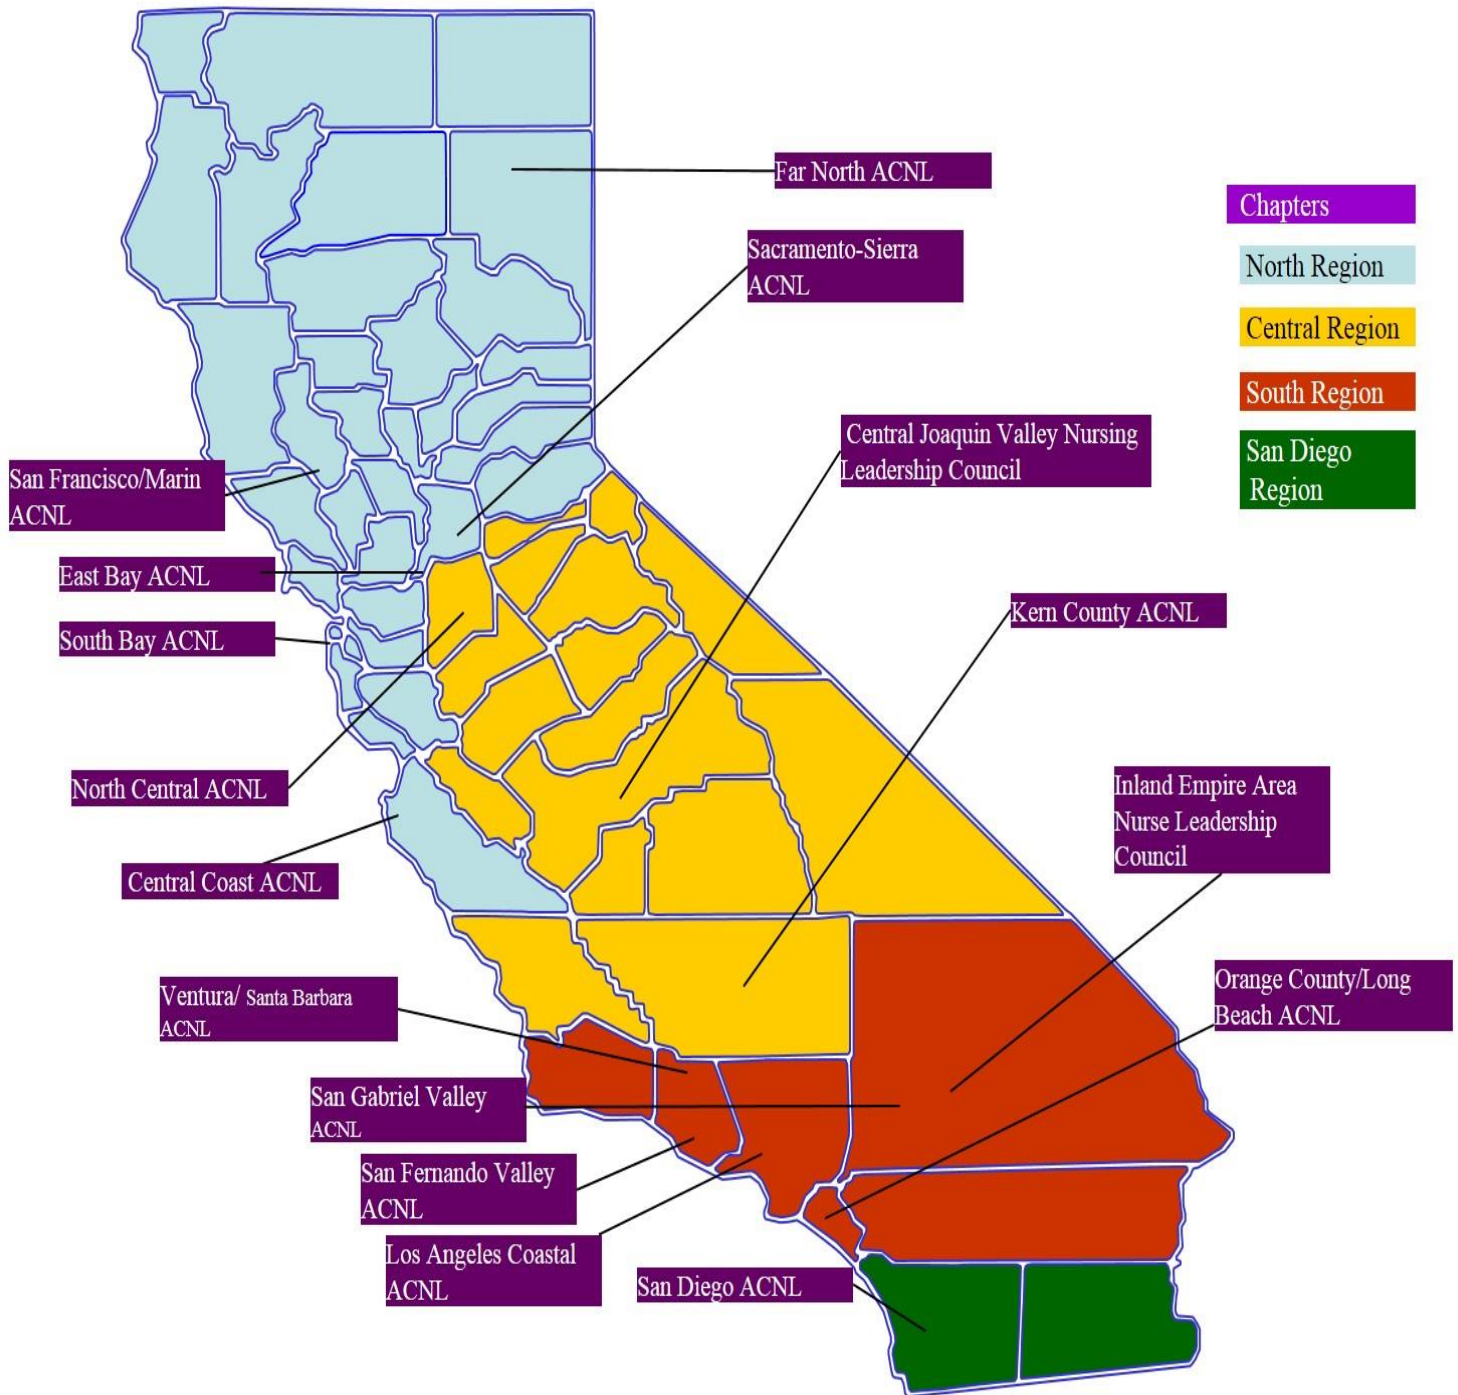 Far North ACNL
Chapters
Sacramento-Sierra
ACNL
North Region
Central Region
South Region
San Diego
Region
Central Joaquin Valley Nursing
Leadership Council
San Francisco/Marin
ACNL
East Bay ACNL
South Bay ACNL
Kern County ACNL
North Central ACNL
Inland Empire Area
Nurse Leadership
Council
Central Coast ACNL
Ventura/ Santa Barbara
ACNL
Orange County/Long
Beach ACNL
San Gabriel Valley
ACNL
San Fernando Valley
ACNL
Los Angeles Coastal
ACNL
San Diego ACNL